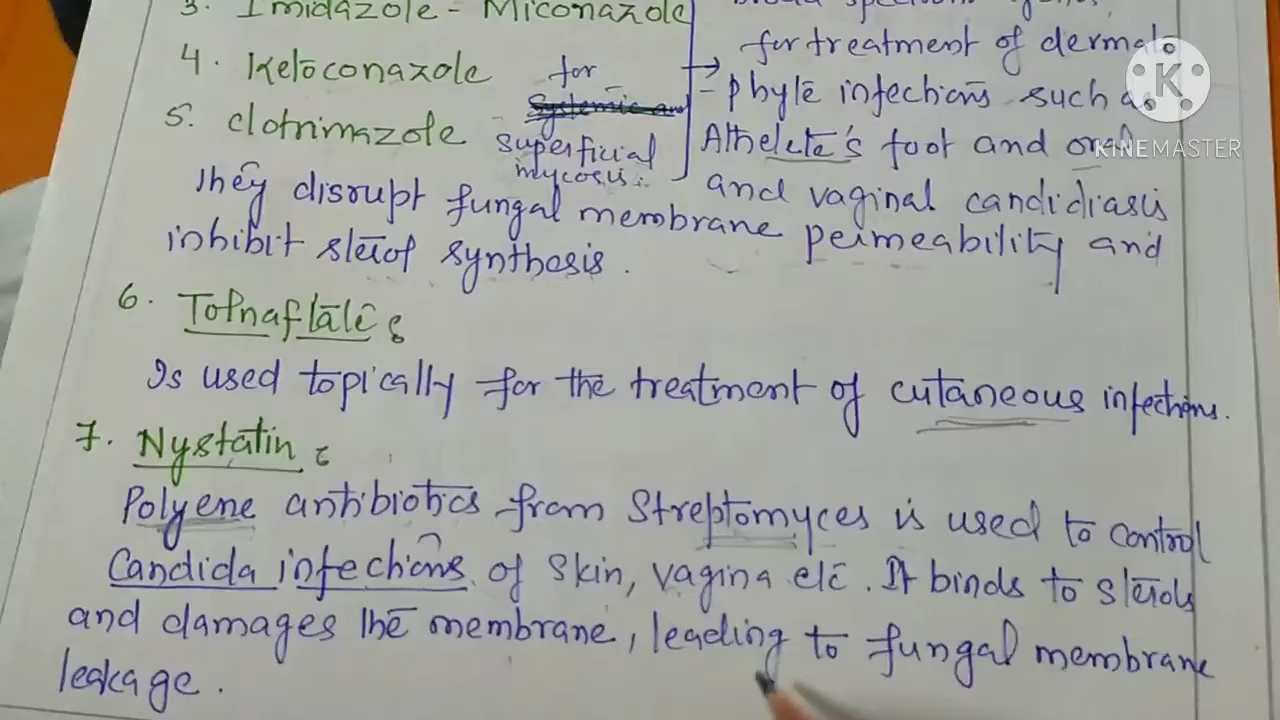 3. Imidazole - Miconazole
4. Ketoconazole for
5. clotrimazole superficial mycosis.
for treatment of dermato
- phyte infections such as
Athelete's foot and oral
and vaginal candidiasis
They disrupt fungal membrane permeability and
inhibit sterol synthesis.
6. Tolnaftate :
Is used topically for the treatment of cutaneous infections.
7. Nystatin :
Polyene antibiotics from Streptomyces is used to control
Candida infections of skin, vagina etc. It binds to sterols
and damages the membrane, leading to fungal membrane
leakage.
K
KINEMASTER